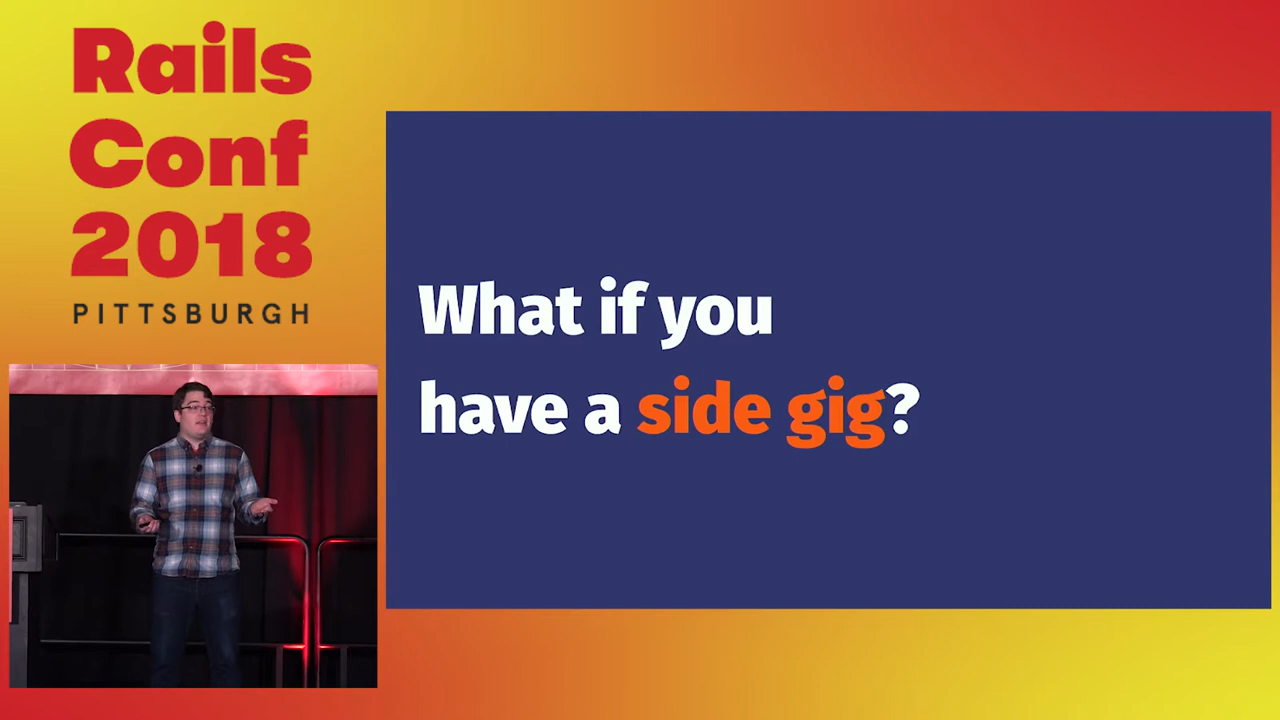 Rails
Conf
2018
PITTSBURGH
What if you
have a side gig?